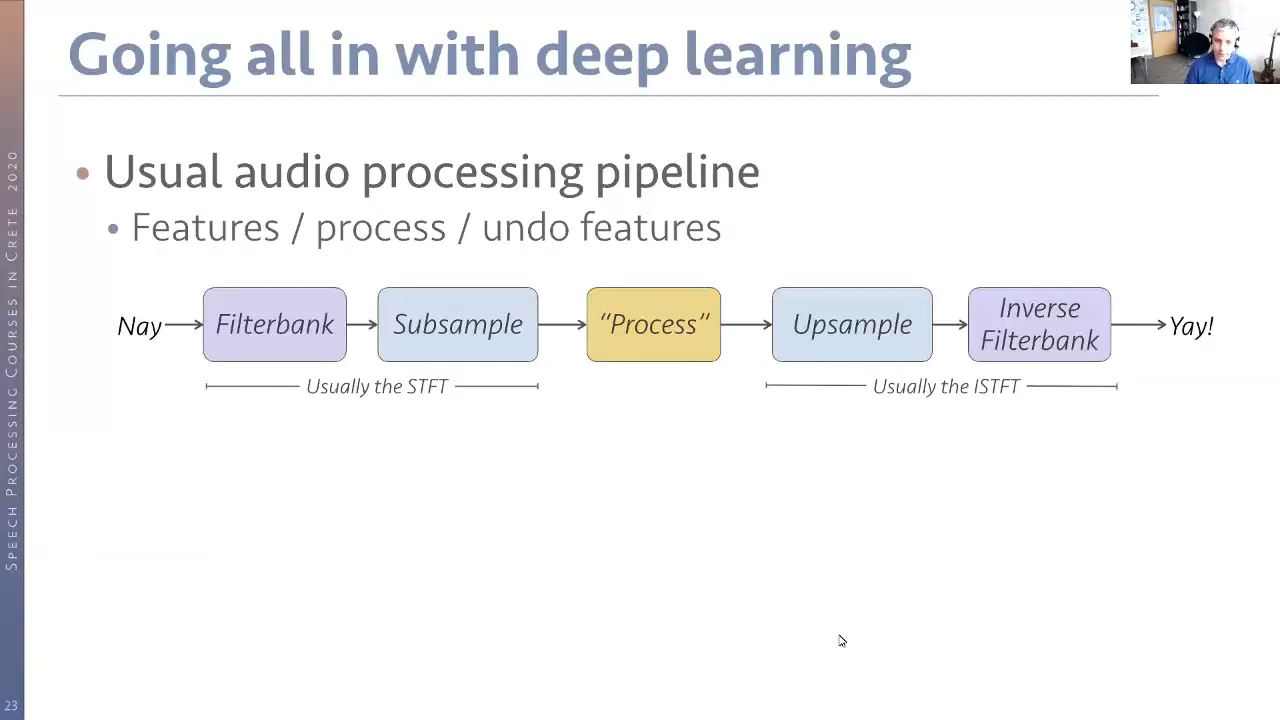 Going all in with deep learning
• Usual audio processing pipeline
• Features / process / undo features
Nay
Filterbank
Subsample
“Process”
Upsample
Inverse
Filterbank
Yay!
Usually the STFT
Usually the ISTFT
SPEECH PROCESSING COURSES IN CRETE 2020
23